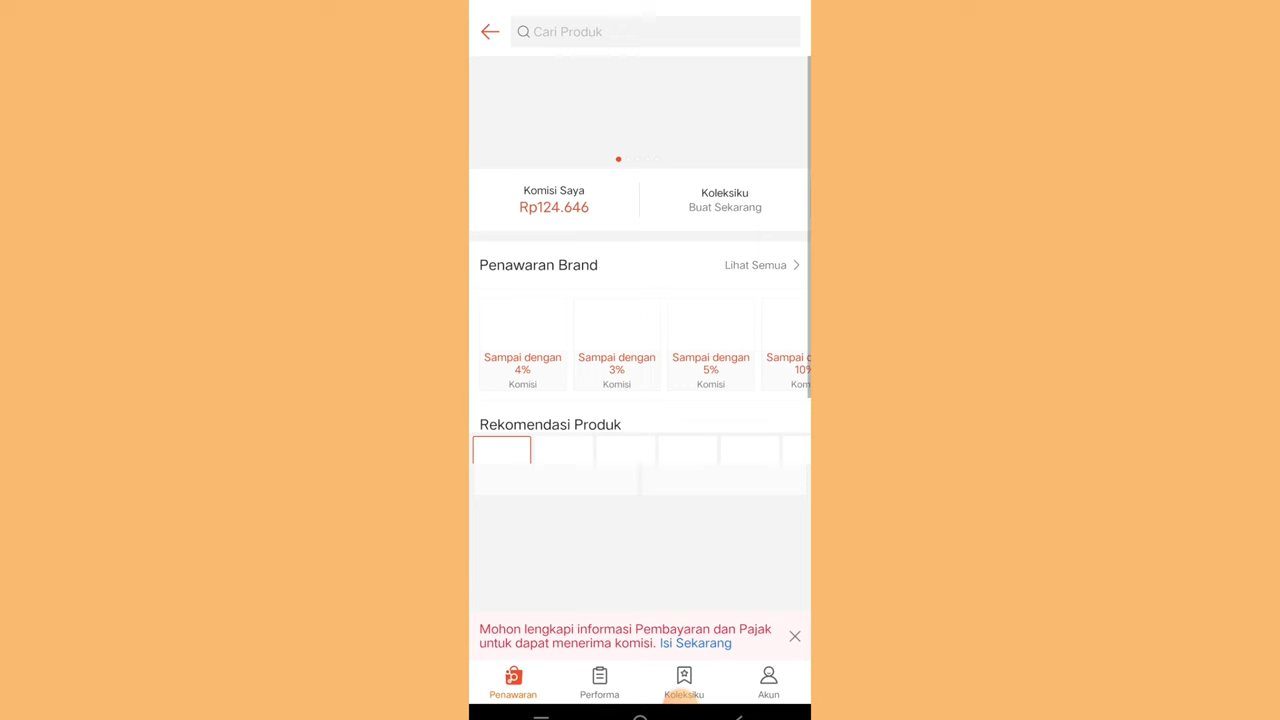 Cari Produk
Komisi Saya
Rp124.646
Koleksiku
Buat Sekarang
Penawaran Brand
Lihat Semua
Sampai dengan
4%
Komisi
Sampai dengan
3%
Komisi
Sampai dengan
5%
Komisi
Sampai
10%
Kom
Rekomendasi Produk
Mohon lengkapi informasi Pembayaran dan Pajak
untuk dapat menerima komisi. Isi Sekarang
Penawaran
Performa
Koleksiku
Akun